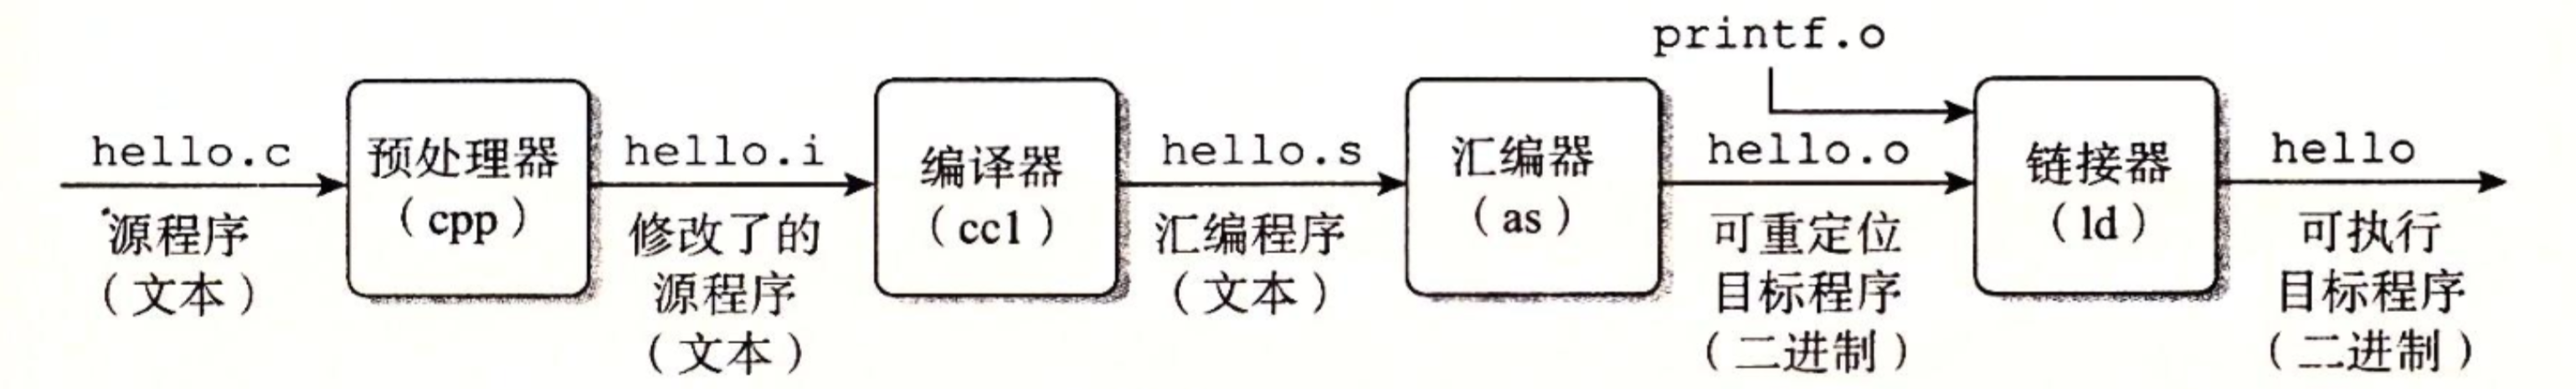 printf.o
hello.c
源程序
（文本）
预处理器
（cpp）
hello.i
修改了的
源程序
（文本）
编译器
（cc1）
hello.s
汇编程序
（文本）
汇编器
（as）
hello.o
可重定位
目标程序
（二进制）
链接器
（ld）
hello
可执行
目标程序
（二进制）